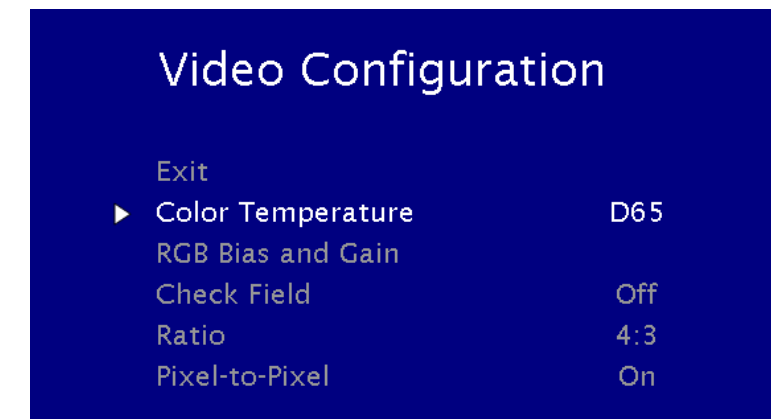 Video Configuration
Exit
Color Temperature D65
RGB Bias and Gain
Check Field Off
Ratio 4:3
Pixel-to-Pixel On